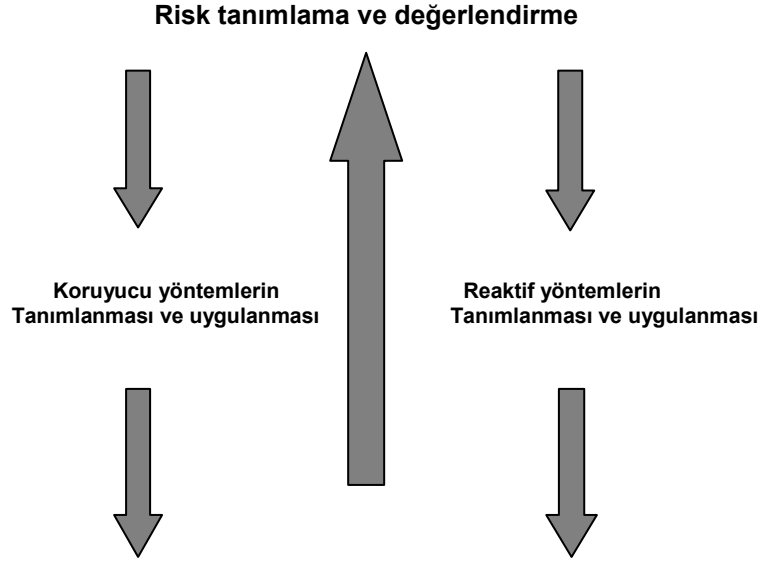 Risk tanımlama ve değerlendirme
Koruyucu yöntemlerin
Tanımlanması ve uygulanması
Reaktif yöntemlerin
Tanımlanması ve uygulanması